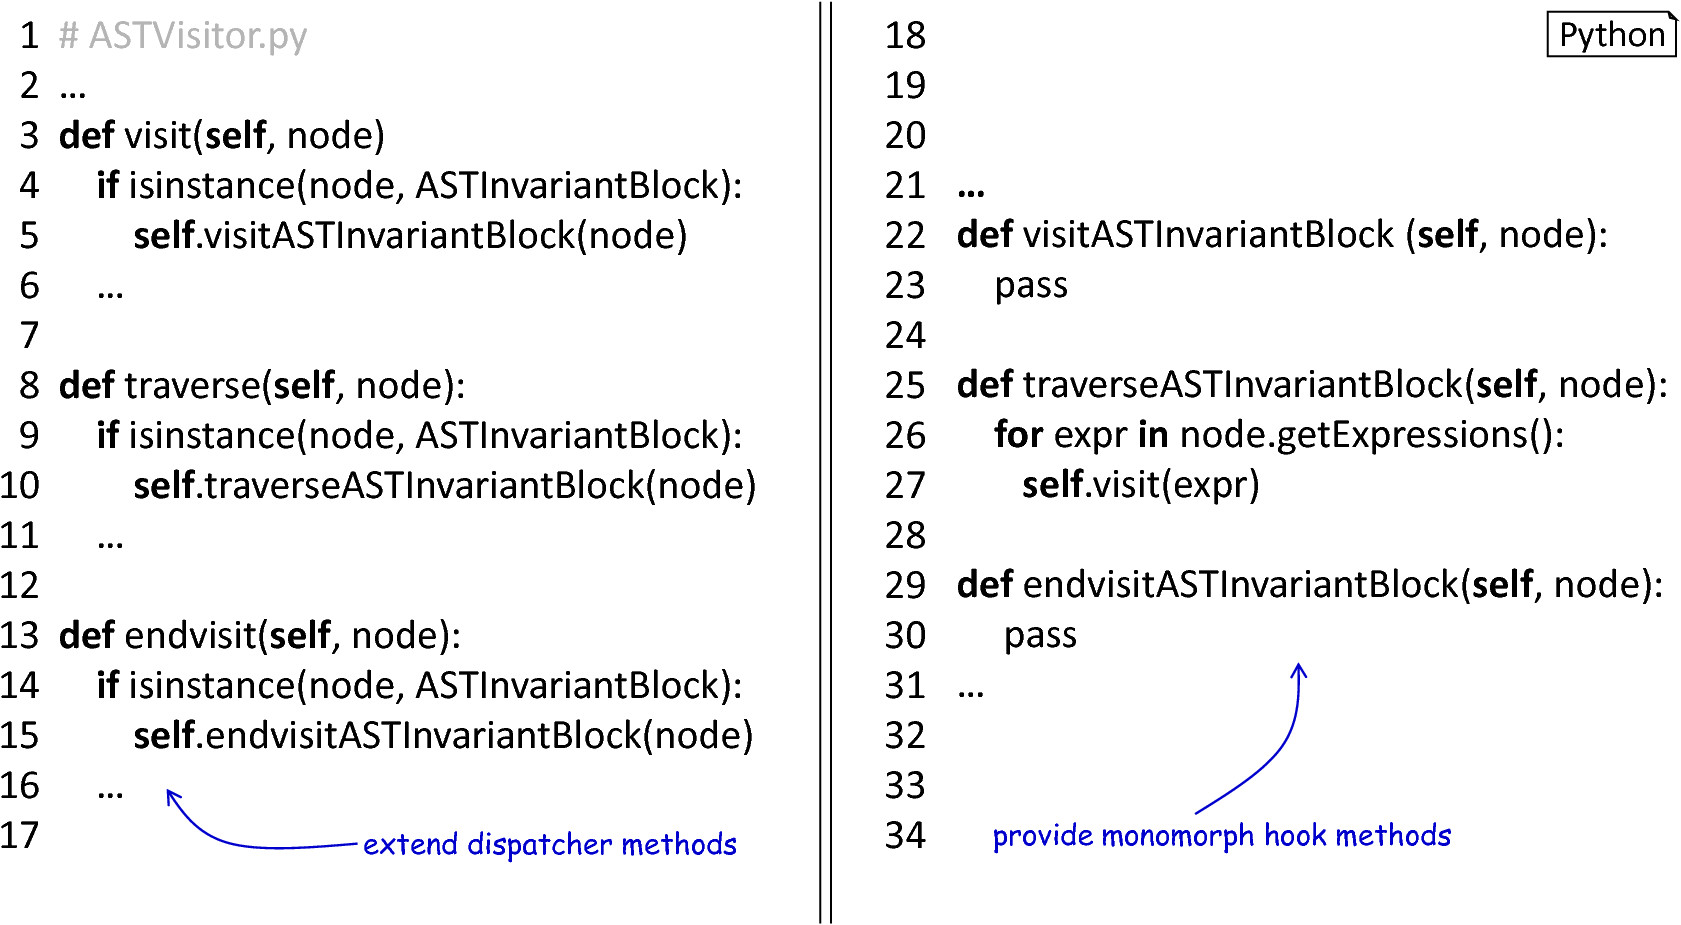 1 # ASTVisitor.py
2 ...
3 def visit(self, node)
4 if isinstance(node, ASTInvariantBlock):
5 self.visitASTInvariantBlock(node)
6 ...
7
8 def traverse(self, node):
9 if isinstance(node, ASTInvariantBlock):
10 self.traverseASTInvariantBlock(node)
11 ...
12
13 def endvisit(self, node):
14 if isinstance(node, ASTInvariantBlock):
15 self.endvisitASTInvariantBlock(node)
16 ...
17
extend dispatcher methods
18
Python
19
20
21 ...
22 def visitASTInvariantBlock (self, node):
23 pass
24
25 def traverseASTInvariantBlock(self, node):
26 for expr in node.getExpressions():
27 self.visit(expr)
28
29 def endvisitASTInvariantBlock(self, node):
30 pass
31 ...
32
33
34
provide monomorph hook methods